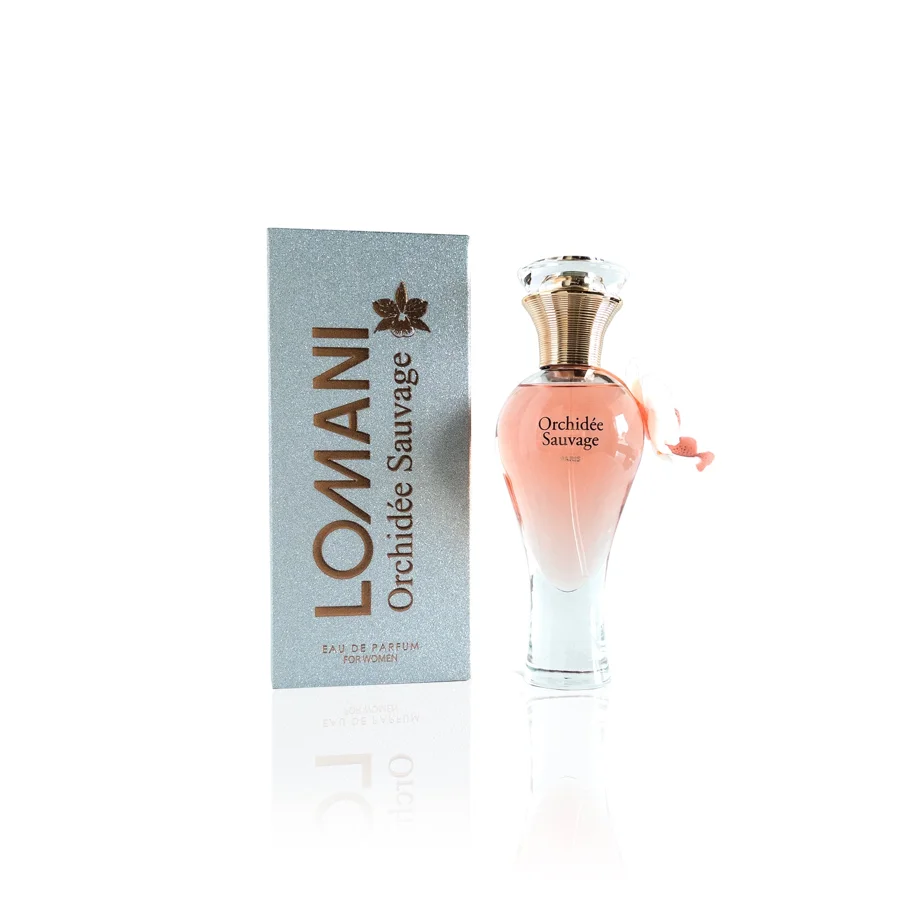 LOMANI
Orchidée Sauvage
EAU DE PARFUM
FOR WOMEN
Orchidée
Sauvage